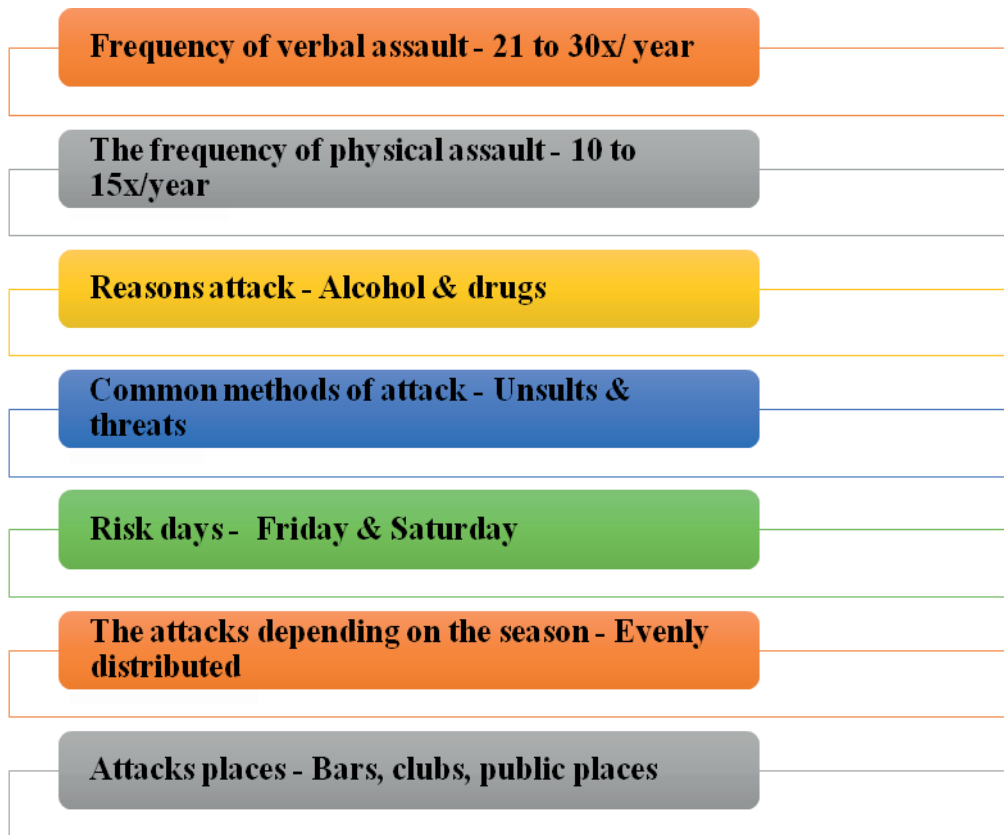 Frequency of verbal assault - 21 to 30x/ year
The frequency of physical assault - 10 to
15x/year
Reasons attack - Alcohol & drugs
Common methods of attack - Unsults &
threats
Risk days - Friday & Saturday
The attacks depending on the season - Evenly
distributed
Attacks places - Bars, clubs, public places